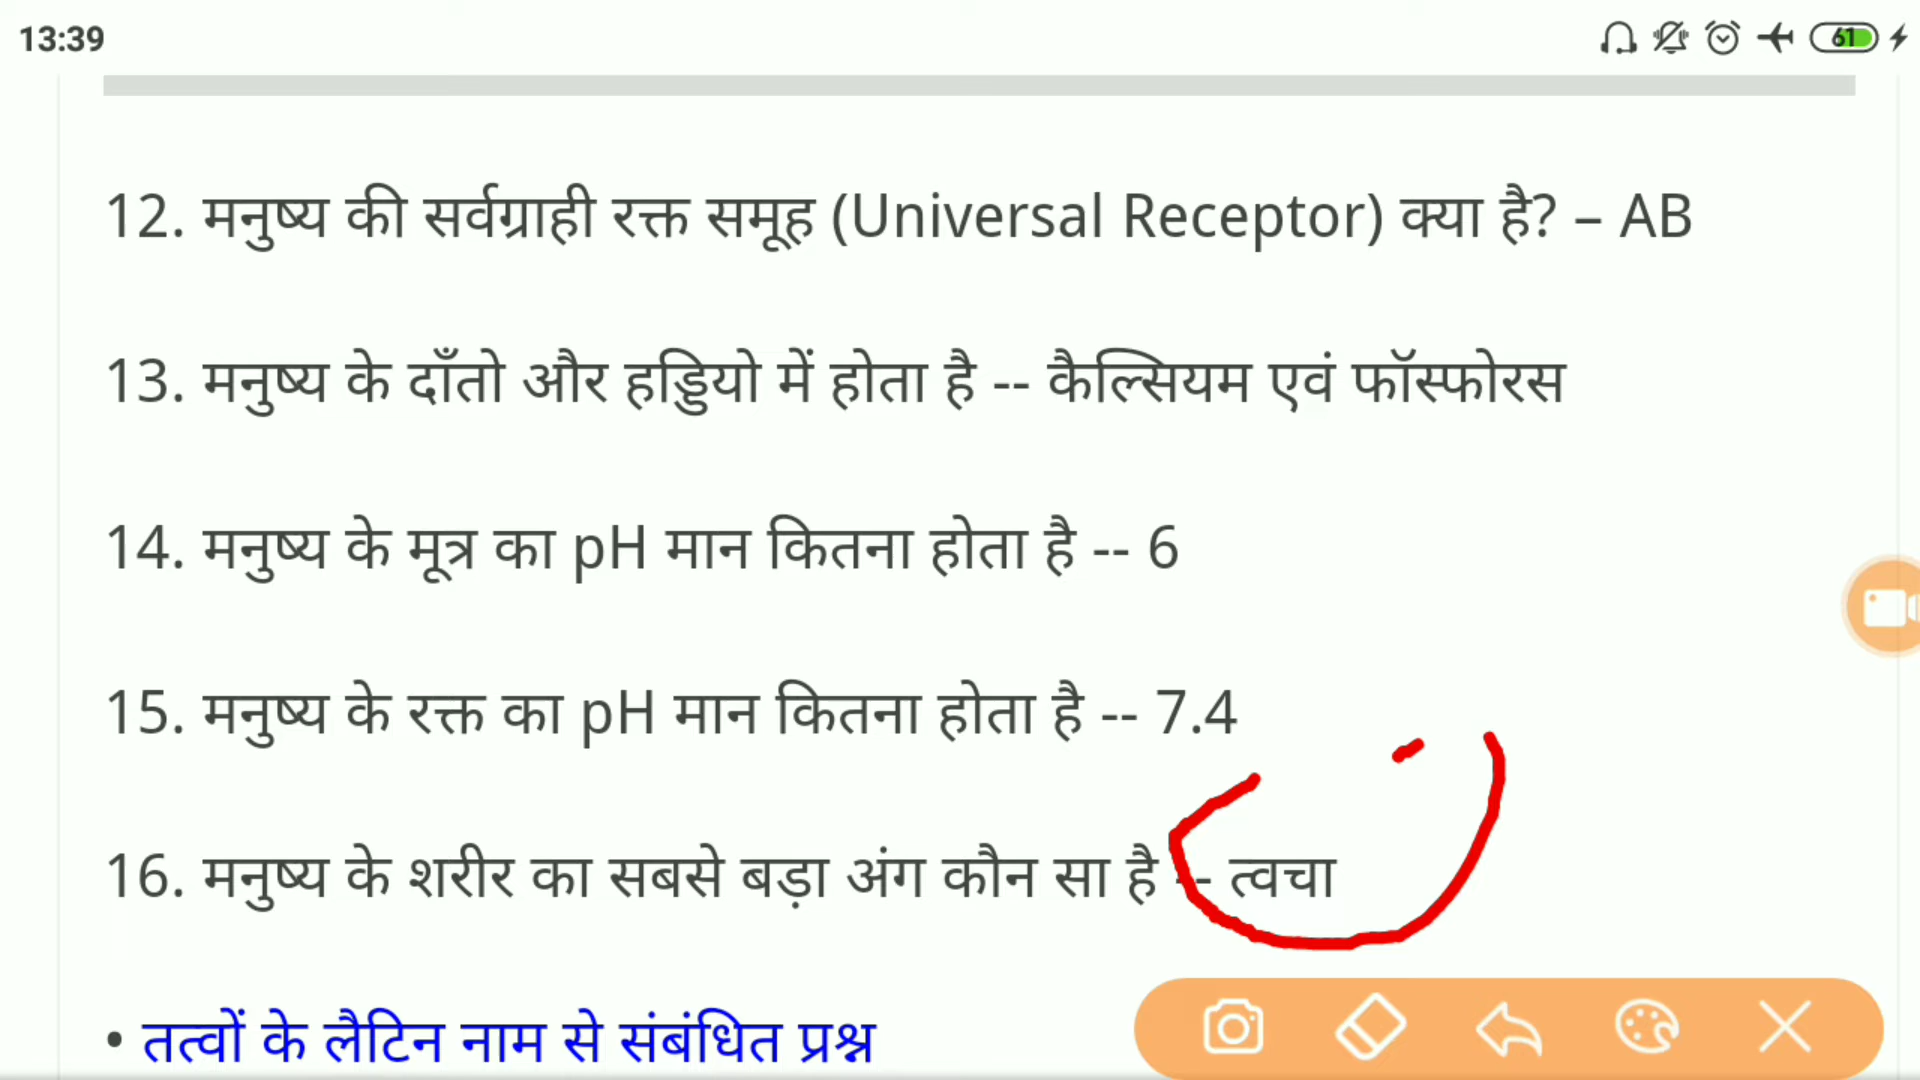 13:39
61
12. मनुष्य की सर्वग्राही रक्त समूह (Universal Receptor) क्या है? – AB
13. मनुष्य के दाँतो और हड्डियो में होता है -- कैल्सियम एवं फॉस्फोरस
14. मनुष्य के मूत्र का pH मान कितना होता है -- 6
15. मनुष्य के रक्त का pH मान कितना होता है -- 7.4
16. मनुष्य के शरीर का सबसे बड़ा अंग कौन सा है -- त्वचा
• तत्वों के लैटिन नाम से संबंधित प्रश्न